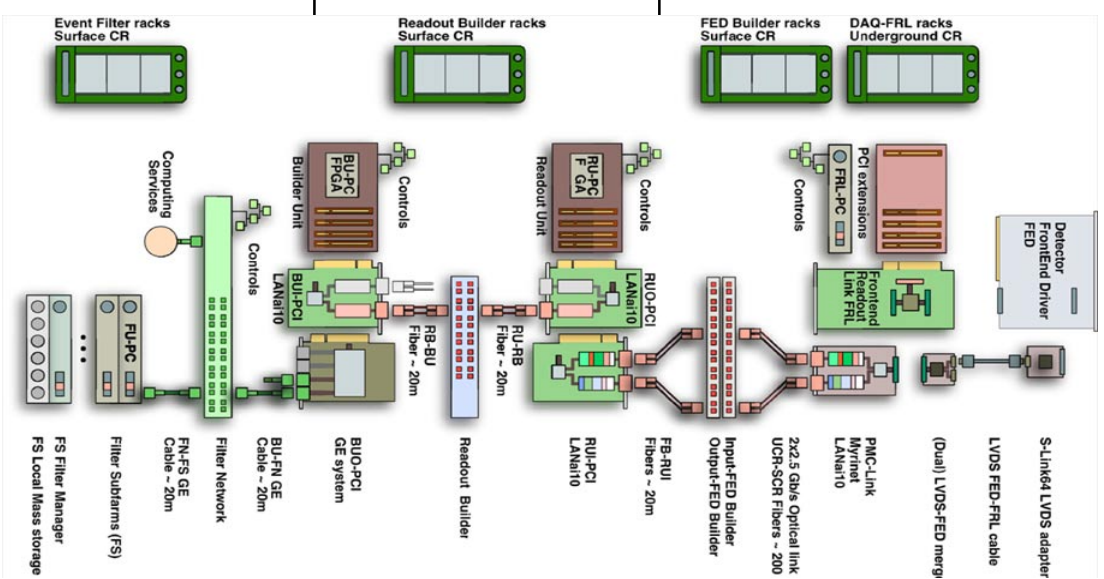 Event Filter racks
Surface CR
Readout Builder racks
Surface CR
FED Builder racks
Surface CR
DAQ-FRL racks
Underground CR
Computing
Services
Controls
Builder Unit
BU-PC
FPGA
Controls
Readout Unit
RU-PC
F GA
Controls
Controls
FRL-PC
PCI extensions
Detector
FrontEnd Driver
FED
BUI-PCI
LANai10
RUO-PCI
LANai10
Frontend
Readout
Link FRL
RB-BU
Fiber ~ 20m
RU-RB
Fiber ~ 20m
FU-PC
FS Local Mass storage
FS Filter Manager
Filter Subfarms (FS)
FN-FS GE
Cable ~ 20m
Filter Network
BU-FN GE
Cable ~ 20m
BUO-PCI
GE system
Readout Builder
RUI-PCI
LANai10
FB-RUI
Fibers ~ 20m
Input-FED Builder
Output-FED Builder
2x2.5 Gb/s Optical link
UCR-SCR Fibers ~ 200
PMC-Link
Myrinet
LANai10
(Dual) LVDS-FED merg
LVDS FED-FRL cable
S-Link64 LVDS adapter